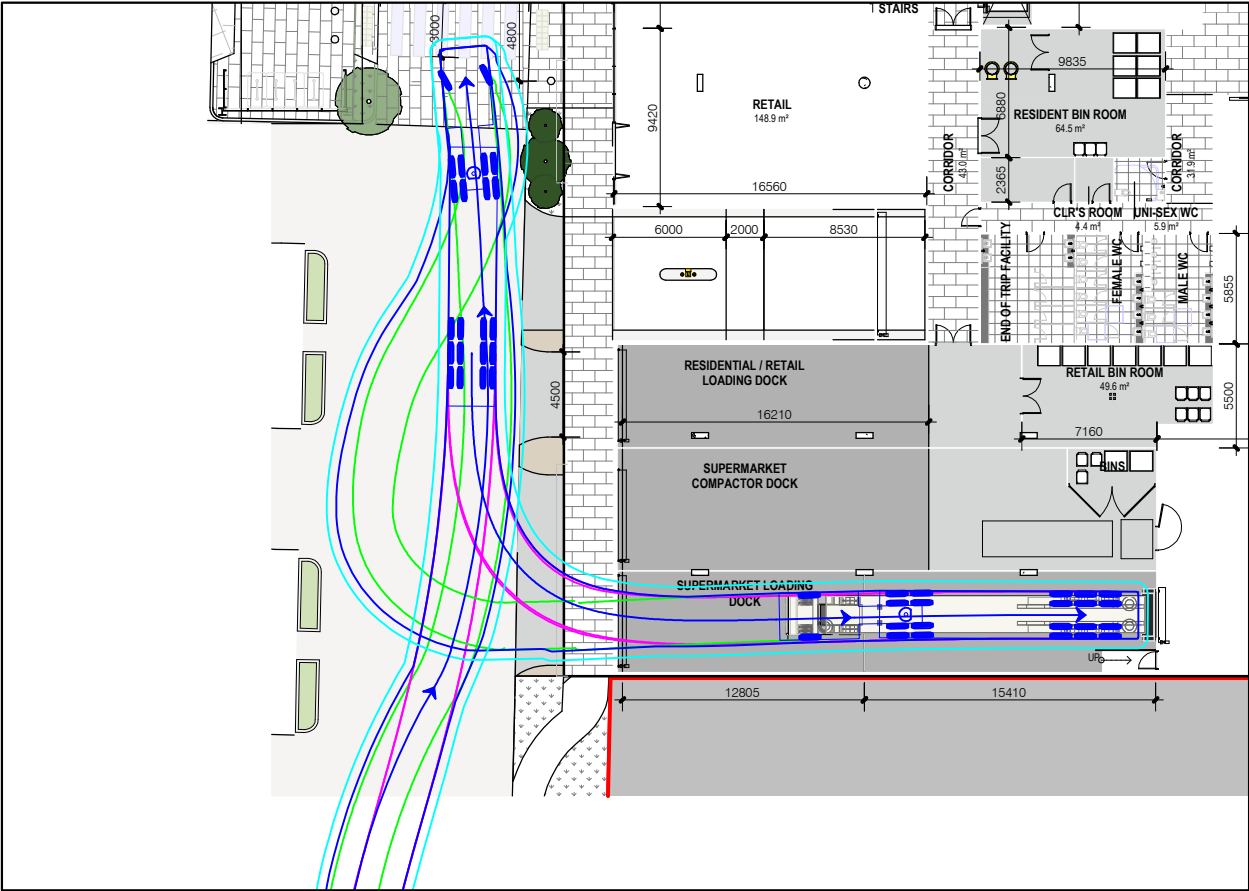 STAIRS
3000
4800
9835
9420
RETAIL
148.9 m²
6880
RESIDENT BIN ROOM
64.5 m²
CORRIDOR
43.0 m²
CORRIDOR
31.9 m²
2365
16560
CLR'S ROOM
4.4 m²
UNI-SEX WC
5.9 m²
6000
2000
8530
END OF TRIP FACILITY
FEMALE WC
MALE WC
5855
RESIDENTIAL / RETAIL
LOADING DOCK
RETAIL BIN ROOM
49.6 m²
4500
5500
16210
7160
SUPERMARKET
COMPACTOR DOCK
BINS
SUPERMARKET LOADING
DOCK
UP
12805
15410